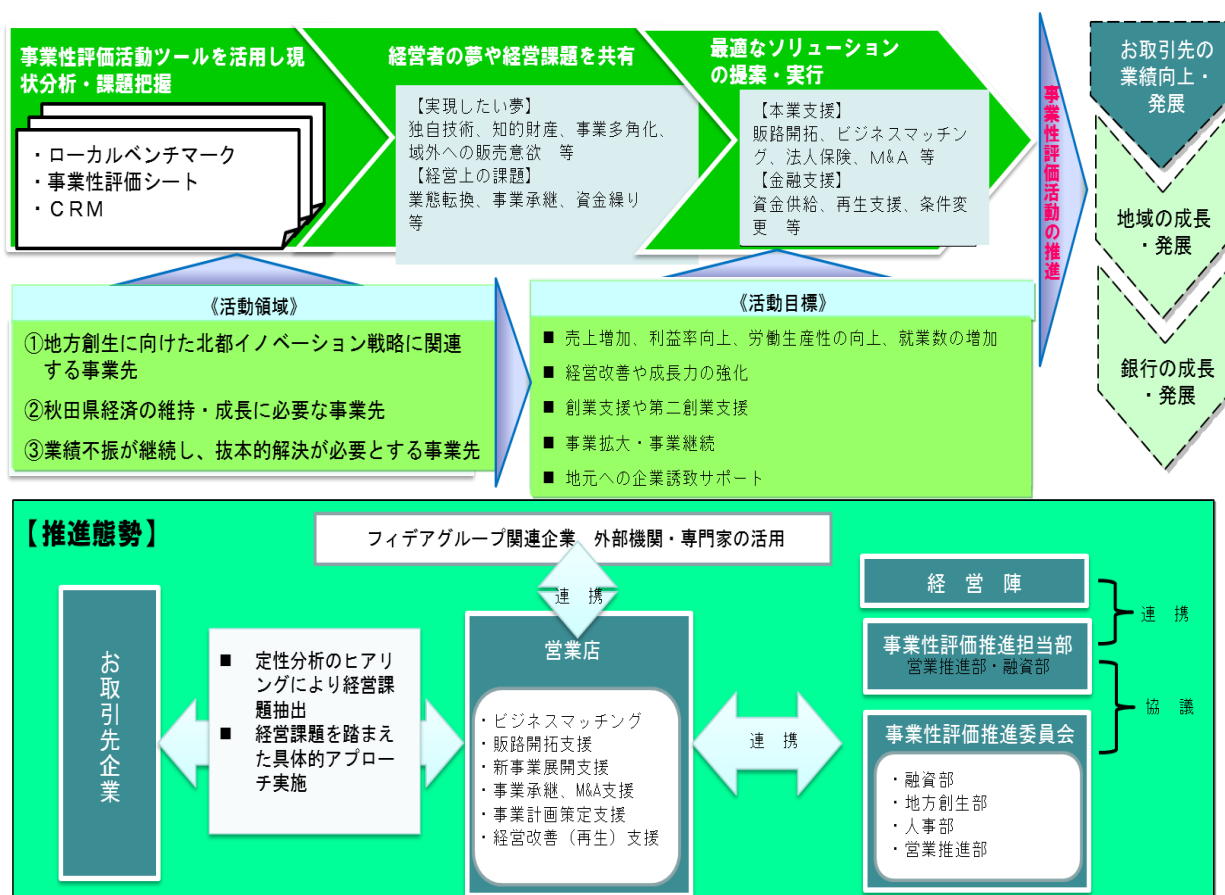 事業性評価活動ツールを活用し現
状分析・課題把握
・ローカルベンチマーク
・事業性評価シート
・CRM
経営者の夢や経営課題を共有
【実現したい夢】
独自技術、知的財産、事業多角化、
域外への販売意欲 等
【経営上の課題】
業態転換、事業承継、資金繰り
等
最適なソリューション
の提案・実行
【本業支援】
販路開拓、ビジネスマッチン
グ、法人保険、M&A 等
【金融支援】
資金供給、再生支援、条件変
更 等
事業性評価活動の推進
お取引先の
業績向上・
発展
地域の成長
・発展
銀行の成長
・発展
《活動領域》
①地方創生に向けた北都イノベーション戦略に関連
する事業先
②秋田県経済の維持・成長に必要な事業先
③業績不振が継続し、抜本的解決が必要とする事業先
《活動目標》
■ 売上増加、利益率向上、労働生産性の向上、就業数の増加
■ 経営改善や成長力の強化
■ 創業支援や第二創業支援
■ 事業拡大・事業継続
■ 地元への企業誘致サポート
【推進態勢】
フィデアグループ関連企業 外部機関・専門家の活用
連 携
お取引先企業
■ 定性分析のヒアリ
ングにより経営課
題抽出
■ 経営課題を踏まえ
た具体的アプロー
チ実施
営業店
・ビジネスマッチング
・販路開拓支援
・新事業展開支援
・事業承継、M&A支援
・事業計画策定支援
・経営改善（再生）支援
連 携
経 営 陣
事業性評価推進担当部
営業推進部・融資部
事業性評価推進委員会
・融資部
・地方創生部
・人事部
・営業推進部
連 携
協 議